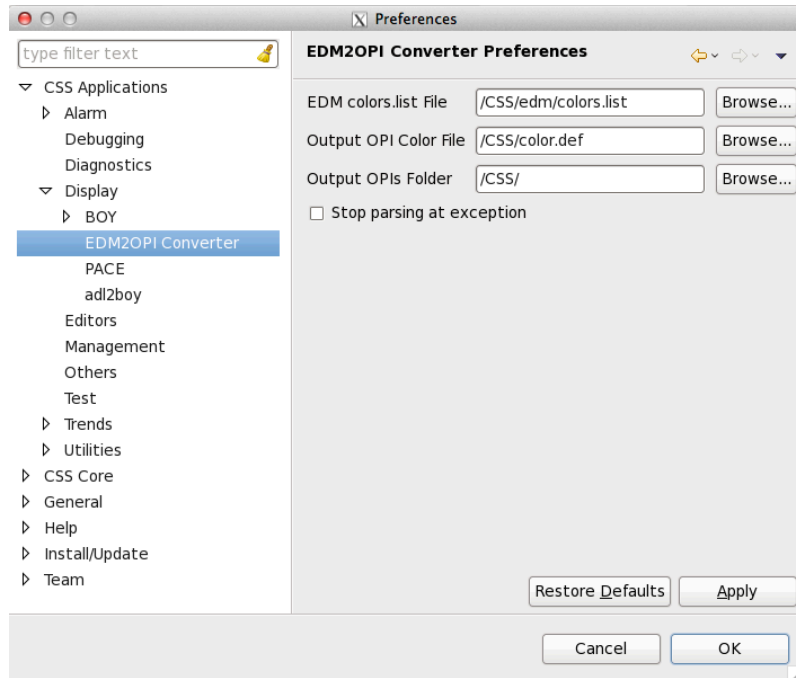 Preferences
type filter text
CSS Applications
Alarm
Debugging
Diagnostics
Display
BOY
EDM2OPI Converter
PACE
adl2boy
Editors
Management
Others
Test
Trends
Utilities
CSS Core
General
Help
Install/Update
Team
EDM2OPI Converter Preferences
EDM colors.list File /CSS/edm/colors.list Browse...
Output OPI Color File /CSS/color.def Browse...
Output OPIs Folder /CSS/ Browse...
Stop parsing at exception
Restore Defaults Apply
Cancel OK